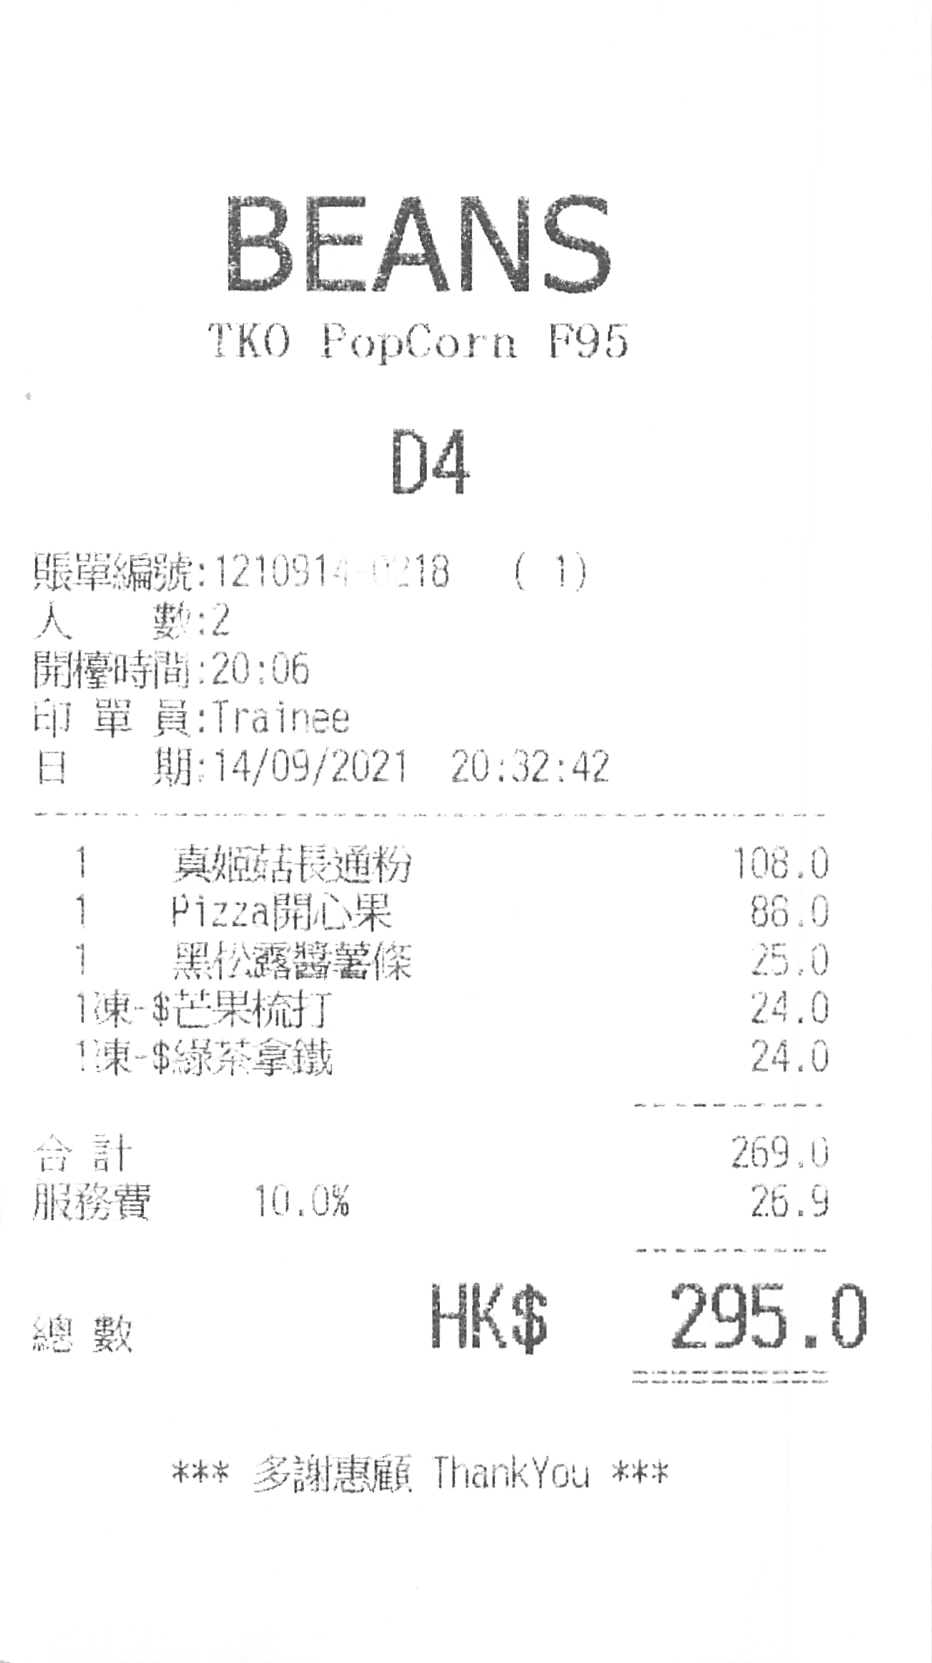 BEANS
TKO PopCorn F95
D4
賬單編號:1210914-0218 ( 1)
人 數:2
開檯時間:20:06
印 單 員:Trainee
日 期:14/09/2021 20:32:42
1 真姬菇長通粉 108.0
1 Pizza開心果 88.0
1 黑松露醬薯條 25.0
1凍-$芒果梳打 24.0
1凍-$綠茶拿鐵 24.0
合 計 269.0
服務費 10.0% 26.9
總 數 HK$ 295.0
*** 多謝惠顧 ThankYou ***